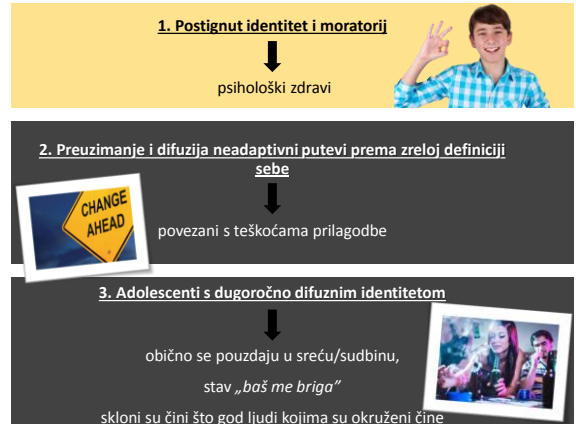 1. Postignut identitet i moratorij
psihološki zdravi
2. Preuzimanje i difuzija neadaptivni putevi prema zreloj definiciji
sebe
CHANGE
AHEAD
povezani s teškoćama prilagodbe
3. Adolescenti s dugoročno difuznim identitetom
obično se pouzdaju u sreću/sudbinu,
stav „baš me briga”
skloni su čini što god ljudi kojima su okruženi čine